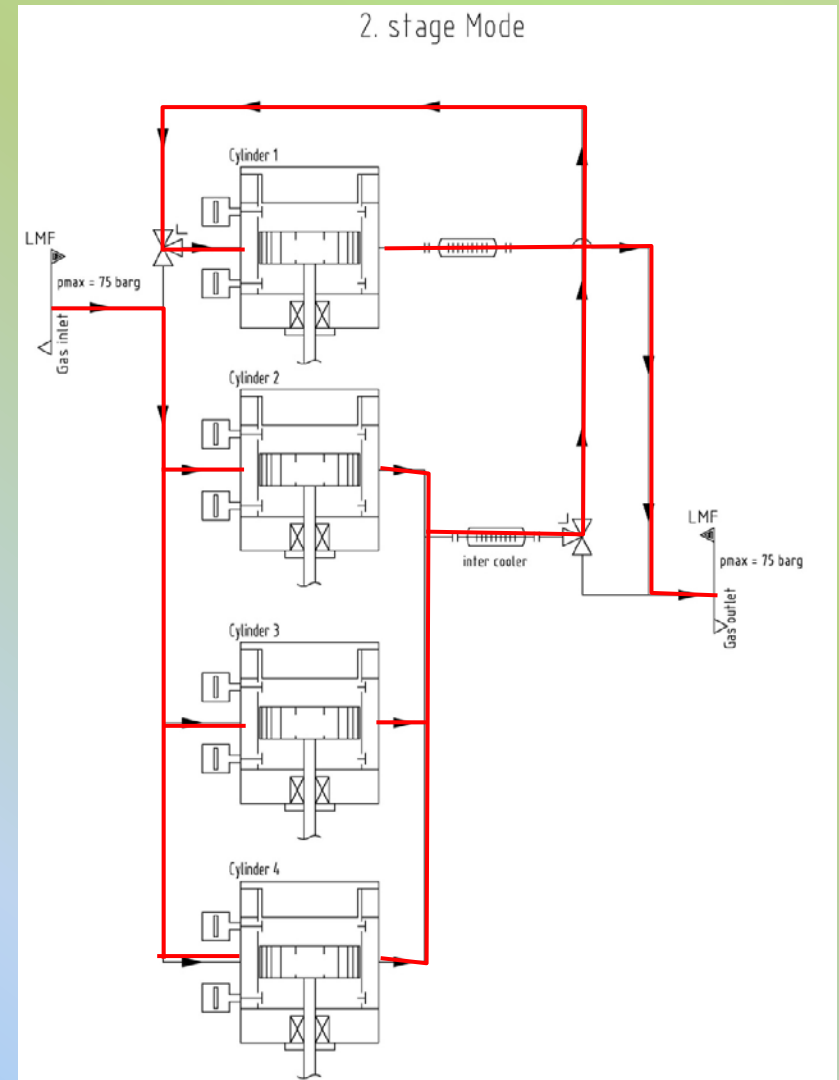 2. stage Mode
Cylinder 1
LMF
pmax = 75 barg
Gas inlet
L
Cylinder 2
L
inter cooler
LMF
pmax = 75 barg
Gas outlet
Cylinder 3
Cylinder 4